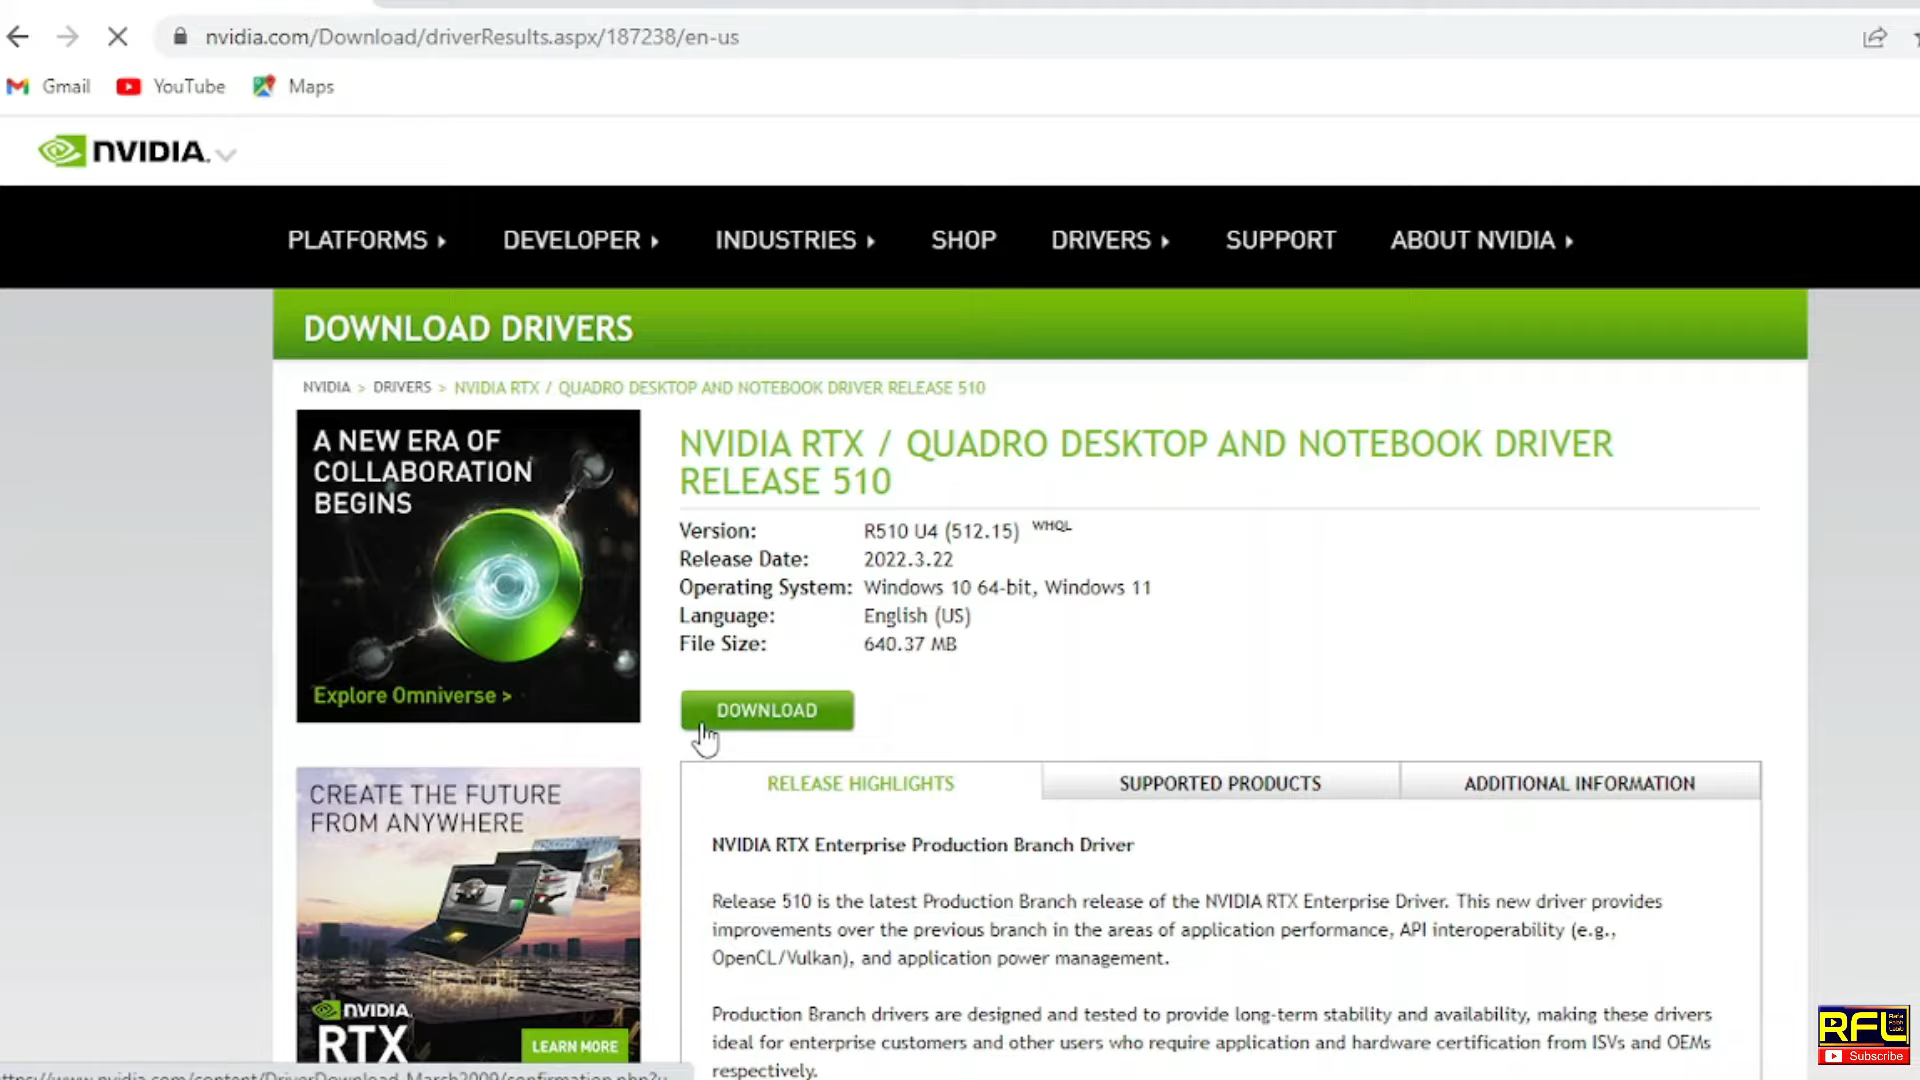 nvidia.com/Download/driverResults.aspx/187238/en-us
Gmail YouTube Maps
NVIDIA.
PLATFORMS DEVELOPER INDUSTRIES SHOP DRIVERS SUPPORT ABOUT NVIDIA
DOWNLOAD DRIVERS
NVIDIA > DRIVERS > NVIDIA RTX / QUADRO DESKTOP AND NOTEBOOK DRIVER RELEASE 510
A NEW ERA OF
COLLABORATION
BEGINS
Explore Omniverse >
NVIDIA RTX / QUADRO DESKTOP AND NOTEBOOK DRIVER
RELEASE 510
Version: R510 U4 (512.15) WHQL
Release Date: 2022.3.22
Operating System: Windows 10 64-bit, Windows 11
Language: English (US)
File Size: 640.37 MB
DOWNLOAD
CREATE THE FUTURE
FROM ANYWHERE
NVIDIA.
RTX
LEARN MORE
RELEASE HIGHLIGHTS SUPPORTED PRODUCTS ADDITIONAL INFORMATION
NVIDIA RTX Enterprise Production Branch Driver
Release 510 is the latest Production Branch release of the NVIDIA RTX Enterprise Driver. This new driver provides
improvements over the previous branch in the areas of application performance, API interoperability (e.g.,
OpenCL/Vulkan), and application power management.
Production Branch drivers are designed and tested to provide long-term stability and availability, making these drivers
ideal for enterprise customers and other users who require application and hardware certification from ISVs and OEMs
respectively.
RFL
Subscribe